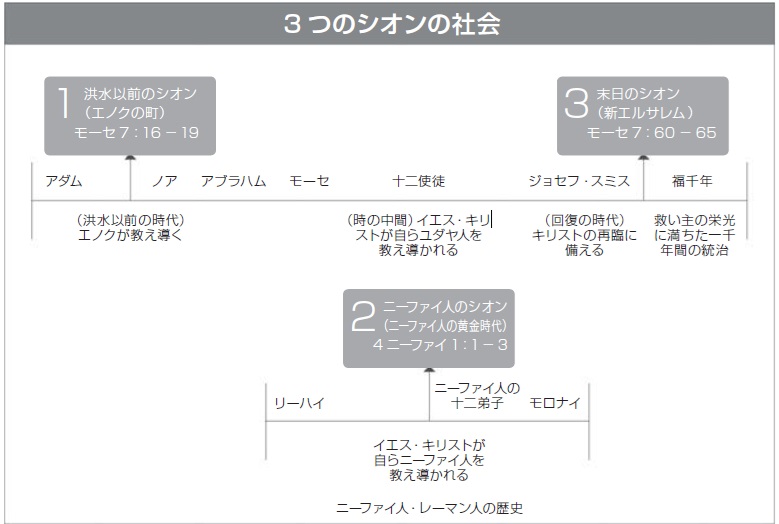 3つのシオンの社会
1
洪水以前のシオン
（エノクの町）
モーセ7：16－19
3
末日のシオン
（新エルサレム）
モーセ7：60－65
アダム
ノア
アブラハム
モーセ
十二使徒
ジョセフ・スミス
福千年
（洪水以前の時代）
エノクが教え導く
（時の中間）イエス・キリ
ストが自らユダヤ人を
教え導かれる
（回復の時代）
キリストの再臨に
備える
救い主の栄光
に満ちた一千
年間の統治
2
ニーファイ人のシオン
（ニーファイ人の黄金時代）
4ニーファイ1：1－3
リーハイ
ニーファイ人の
十二弟子
モロナイ
イエス・キリストが
自らニーファイ人を
教え導かれる
ニーファイ人・レーマン人の歴史